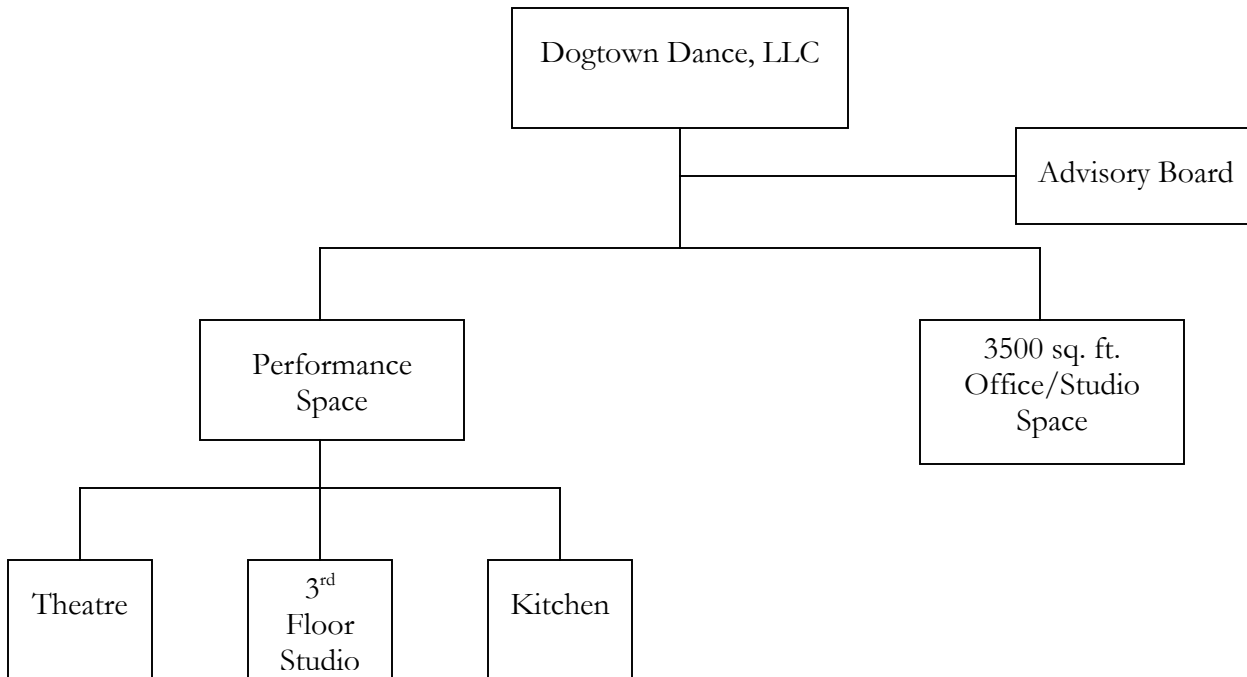 Dogtown Dance, LLC
Advisory Board
Performance
Space
3500 sq. ft.
Office/Studio
Space
Theatre
3rd
Floor
Studio
Kitchen